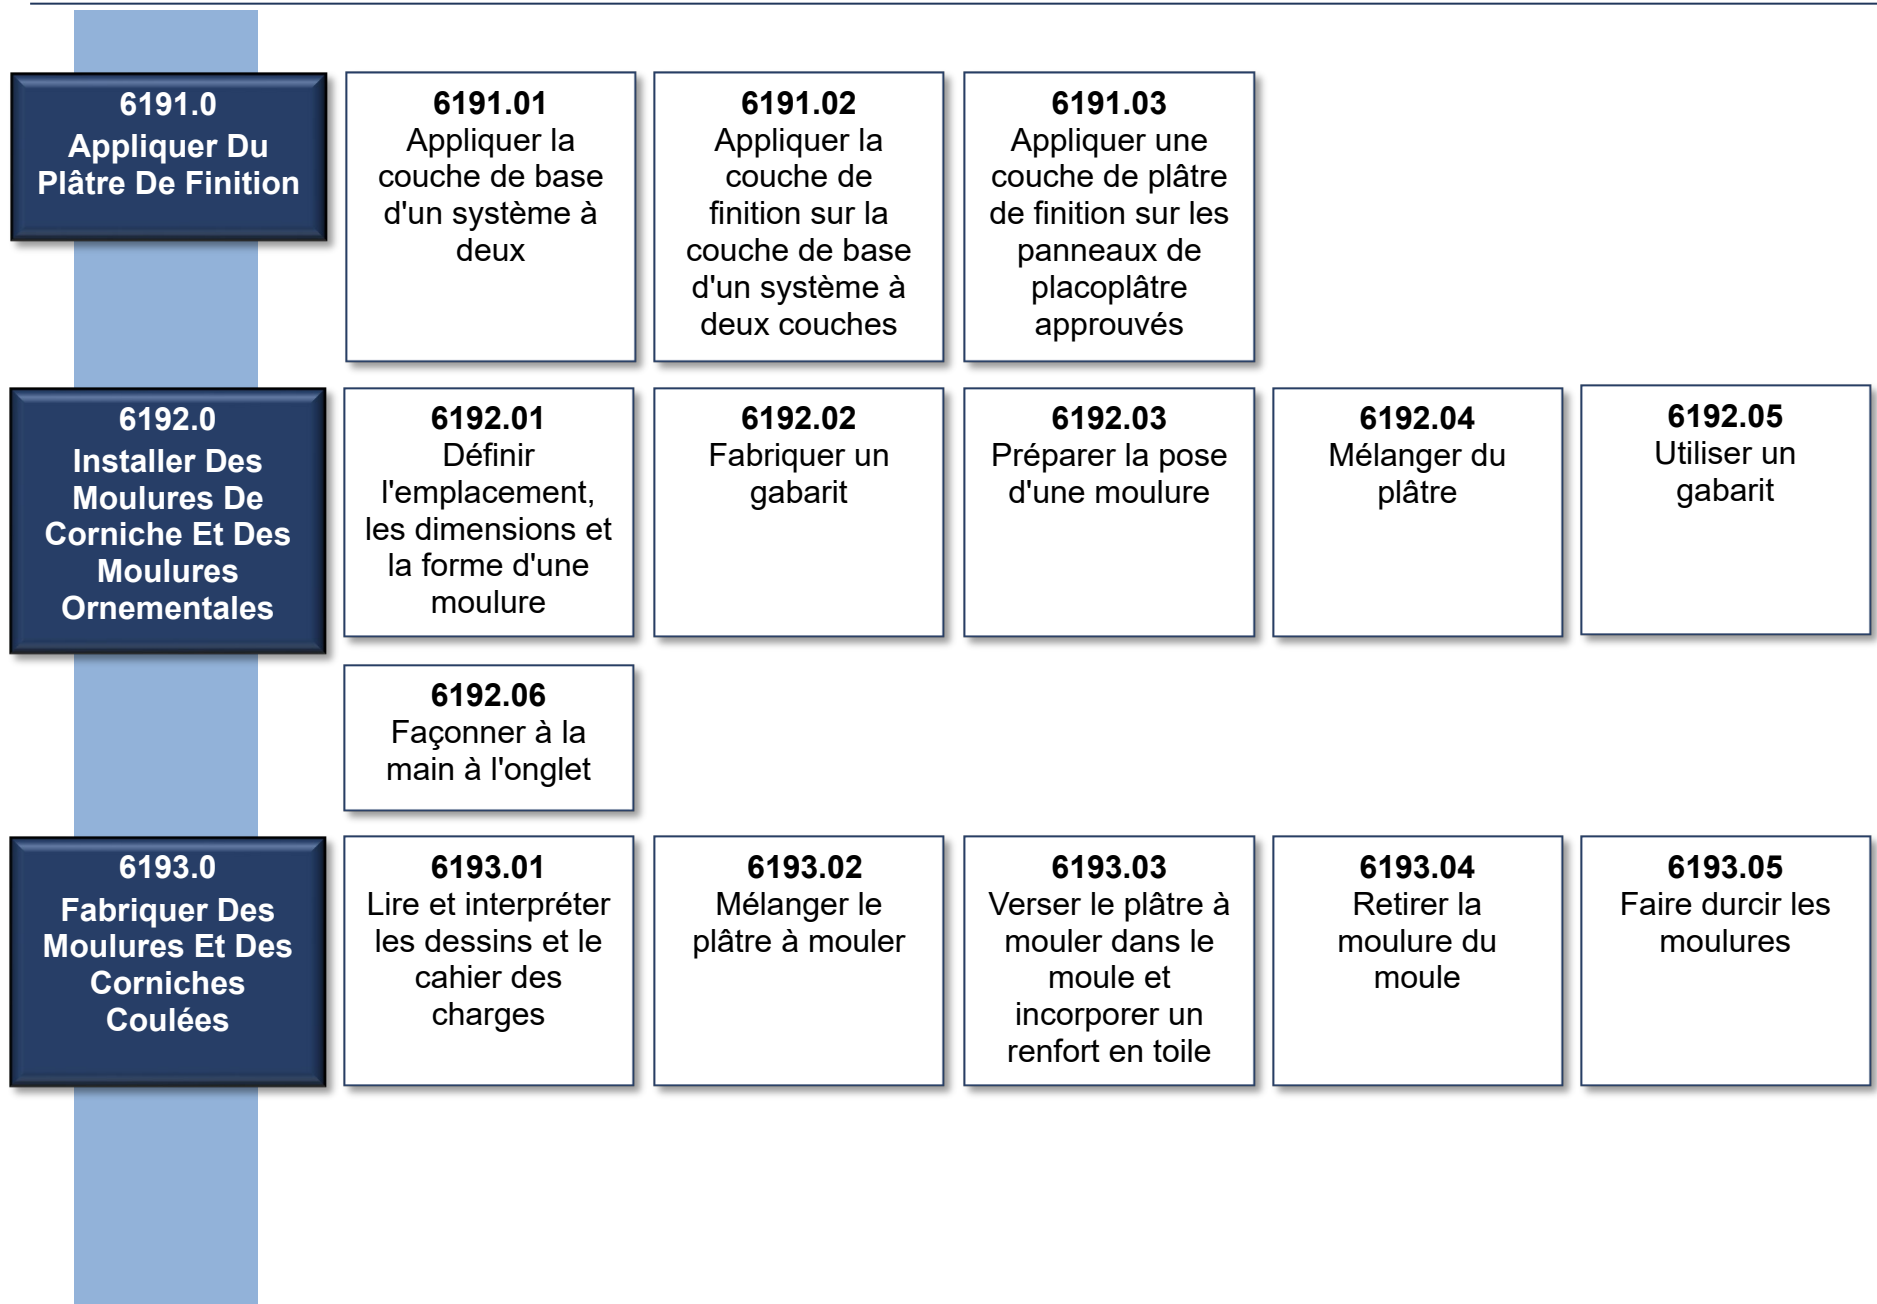 6191.0
Appliquer Du
Plâtre De Finition
6191.01
Appliquer la
couche de base
d'un système à
deux
6191.02
Appliquer la
couche de
finition sur la
couche de base
d'un système à
deux couches
6191.03
Appliquer une
couche de plâtre
de finition sur les
panneaux de
placoplâtre
approuvés
6192.0
Installer Des
Moulures De
Corniche Et Des
Moulures
Ornementales
6192.01
Définir
l'emplacement,
les dimensions et
la forme d'une
moulure
6192.02
Fabriquer un
gabarit
6192.03
Préparer la pose
d'une moulure
6192.04
Mélanger du
plâtre
6192.05
Utiliser un
gabarit
6192.06
Façonner à la
main à l'onglet
6193.0
Fabriquer Des
Moulures Et Des
Corniches
Coulées
6193.01
Lire et interpréter
les dessins et le
cahier des
charges
6193.02
Mélanger le
plâtre à mouler
6193.03
Verser le plâtre à
mouler dans le
moule et
incorporer un
renfort en toile
6193.04
Retirer la
moulure du
moule
6193.05
Faire durcir les
moulures